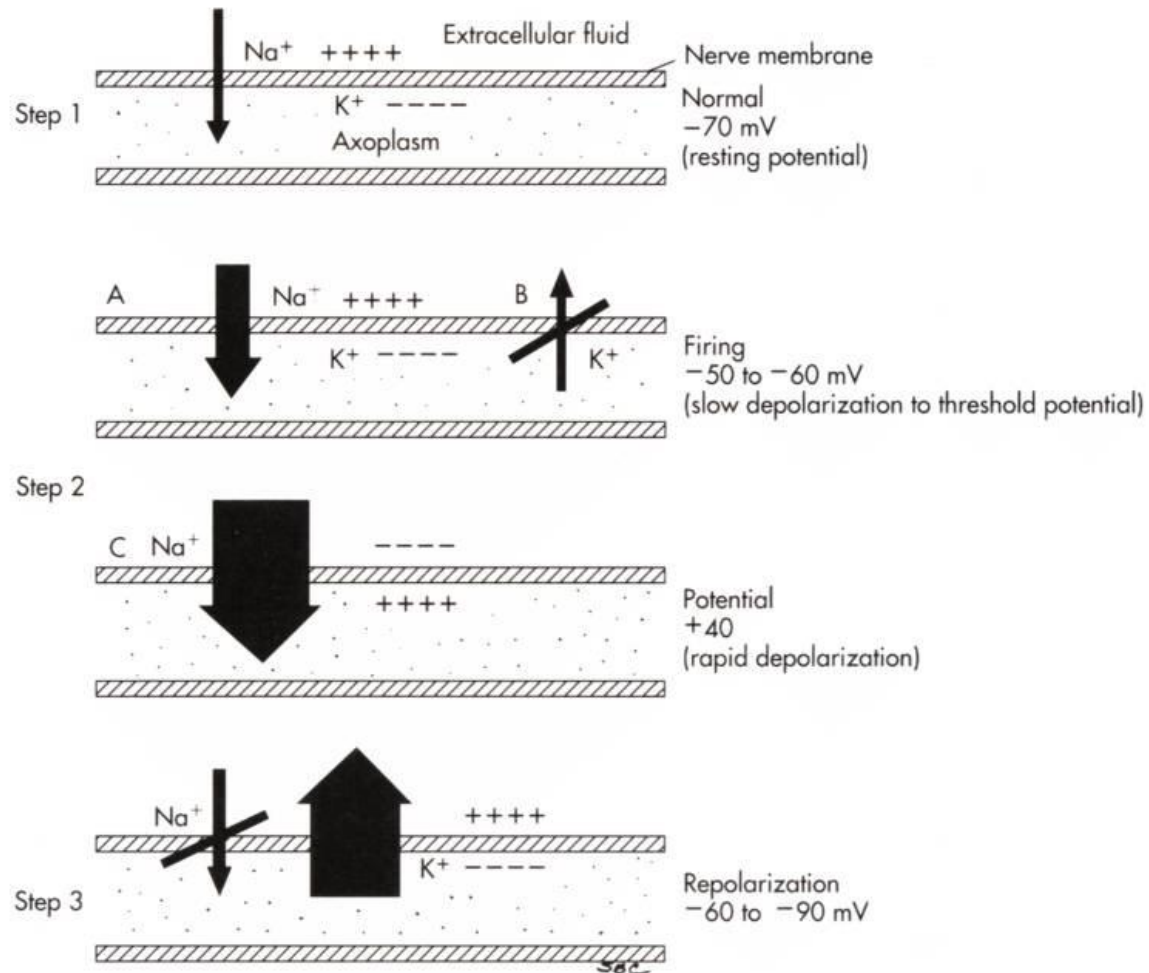 Extracellular fluid
Na+ ++++
Nerve membrane
Step 1
K+ −−−−
Axoplasm
Normal
−70 mV
(resting potential)
A
Na+ ++++
B
K+ −−−−
K+
Firing
−50 to −60 mV
(slow depolarization to threshold potential)
Step 2
C Na+
−−−−
++++
Potential
+40
(rapid depolarization)
Na+
++++
K+ −−−−
Step 3
Repolarization
−60 to −90 mV
SBC